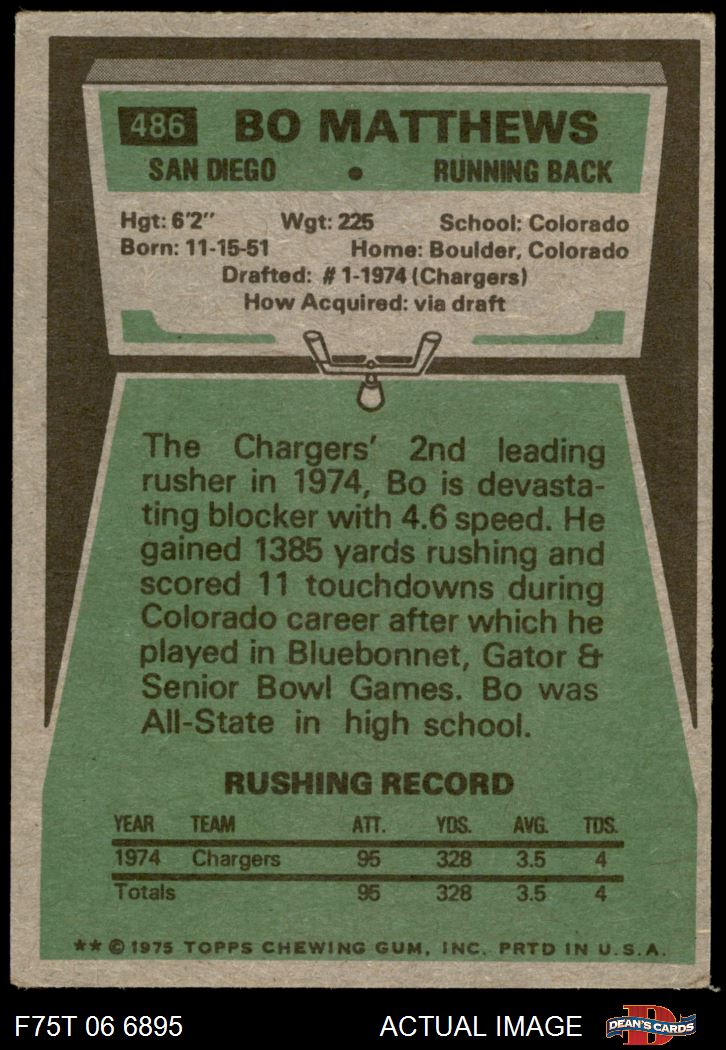 486 BO MATTHEWS
SAN DIEGO • RUNNING BACK
Hgt: 6'2" Wgt: 225 School: Colorado
Born: 11-15-51 Home: Boulder, Colorado
Drafted: #1-1974 (Chargers)
How Acquired: via draft
The Chargers' 2nd leading
rusher in 1974, Bo is devasta-
ting blocker with 4.6 speed. He
gained 1385 yards rushing and
scored 11 touchdowns during
Colorado career after which he
played in Bluebonnet, Gator &
Senior Bowl Games. Bo was
All-State in high school.
RUSHING RECORD
YEAR TEAM ATT. YDS. AVG. TDS.
1974 Chargers 95 328 3.5 4
Totals 95 328 3.5 4
**©1975 TOPPS CHEWING GUM, INC. PRTD IN U.S.A.
F75T 06 6895 ACTUAL IMAGE D DEAN'S CARDS